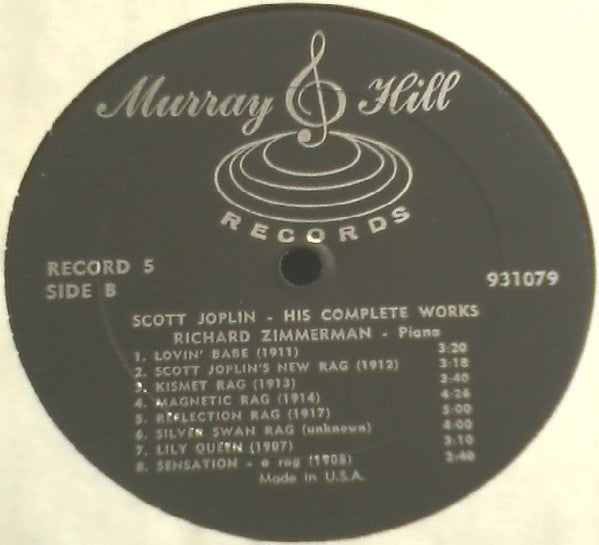 Murray Hill
RECORDS
RECORD 5
SIDE B
931079
SCOTT JOPLIN - HIS COMPLETE WORKS
RICHARD ZIMMERMAN - Piano
1. LOVIN' BABE (1911) 3:20
2. SCOTT JOPLIN'S NEW RAG (1912) 3:18
3. KISMET RAG (1913) 3:40
4. MAGNETIC RAG (1914) 4:26
5. REFLECTION RAG (1917) 5:00
6. SILVER SWAN RAG (unknown) 4:00
7. LILY QUEEN (1907) 3:10
8. SENSATION - a rag (1908) 2:40
Made in U.S.A.